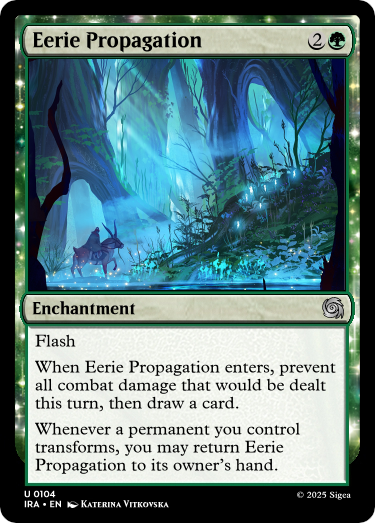 Eerie Propagation 2
Enchantment
Flash
When Eerie Propagation enters, prevent
all combat damage that would be dealt
this turn, then draw a card.
Whenever a permanent you control
transforms, you may return Eerie
Propagation to its owner's hand.
U 0104
IRA • EN Katerina Vitkovska
© 2025 Sigea